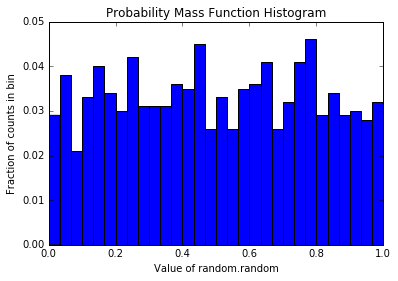 Probability Mass Function Histogram
0.05
0.04
0.03
0.02
0.01
0.00
Fraction of counts in bin
0.0 0.2 0.4 0.6 0.8 1.0
Value of random.random